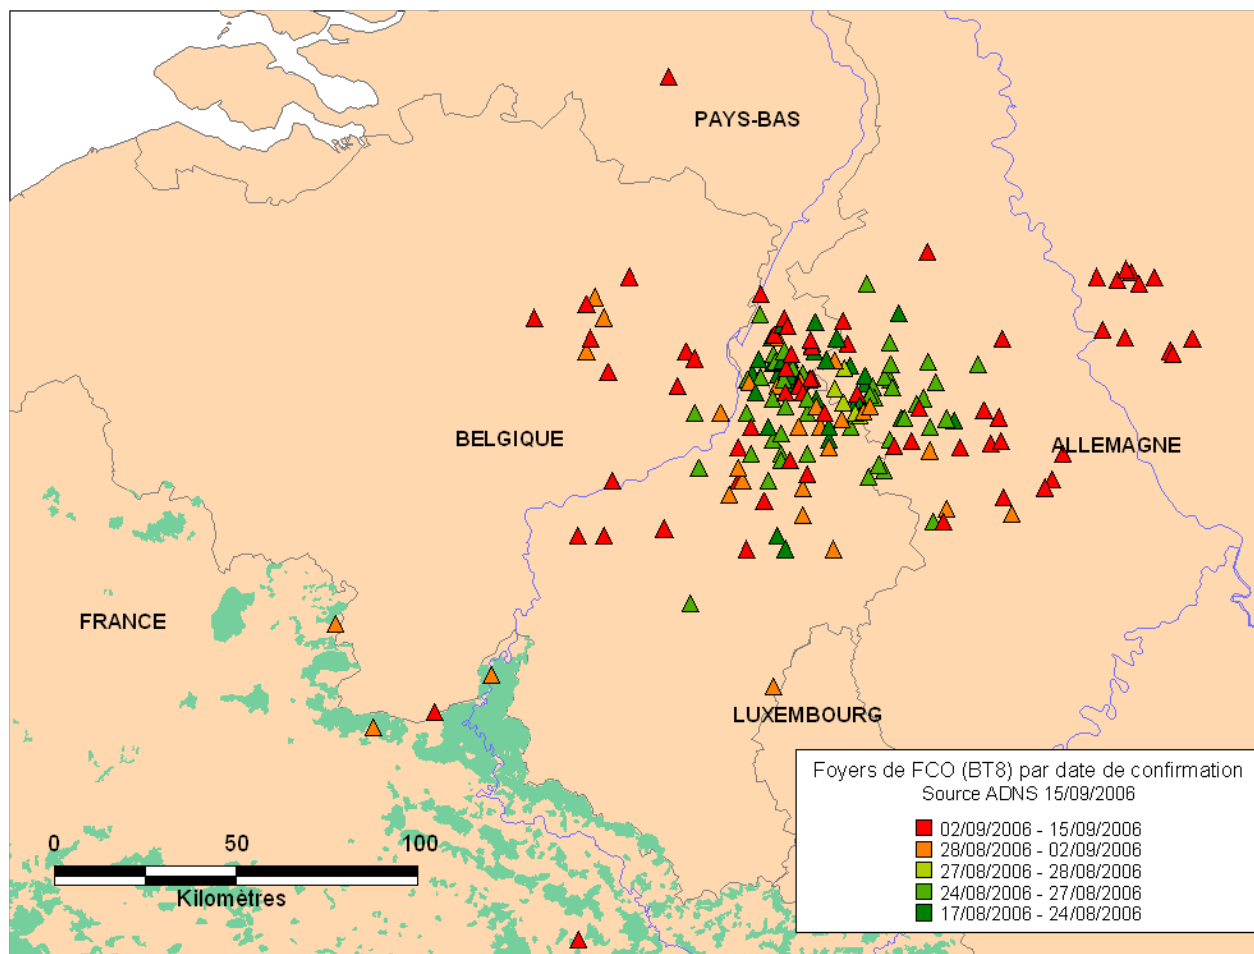 PAYS-BAS
BELGIQUE
ALLEMAGNE
FRANCE
LUXEMBOURG
Foyers de FCO (BT8) par date de confirmation
Source ADNS 15/09/2006
02/09/2006 - 15/09/2006
28/08/2006 - 02/09/2006
27/08/2006 - 28/08/2006
24/08/2006 - 27/08/2006
17/08/2006 - 24/08/2006
0 50 100
Kilomètres